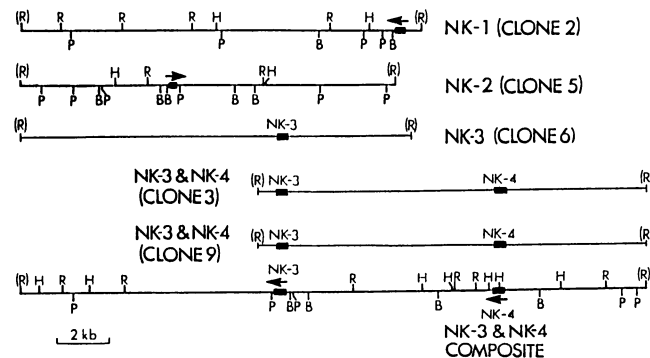 (R) R R H R H (R)
P P B P P B
NK-1 (CLONE 2)
(R) H R RH (R)
P P BP BB P B B P P
NK-2 (CLONE 5)
(R) NK-3 (R)
NK-3 (CLONE 6)
NK-3 & NK-4
(CLONE 3)
(R) NK-3 NK-4 (R)
NK-3 & NK-4
(CLONE 9)
(R) NK-3 NK-4 (R)
(R) H R H R NK-3 R H HR R H H H R (R)
P P BP B B NK-4 B P P
2 kb
NK-3 & NK-4
COMPOSITE